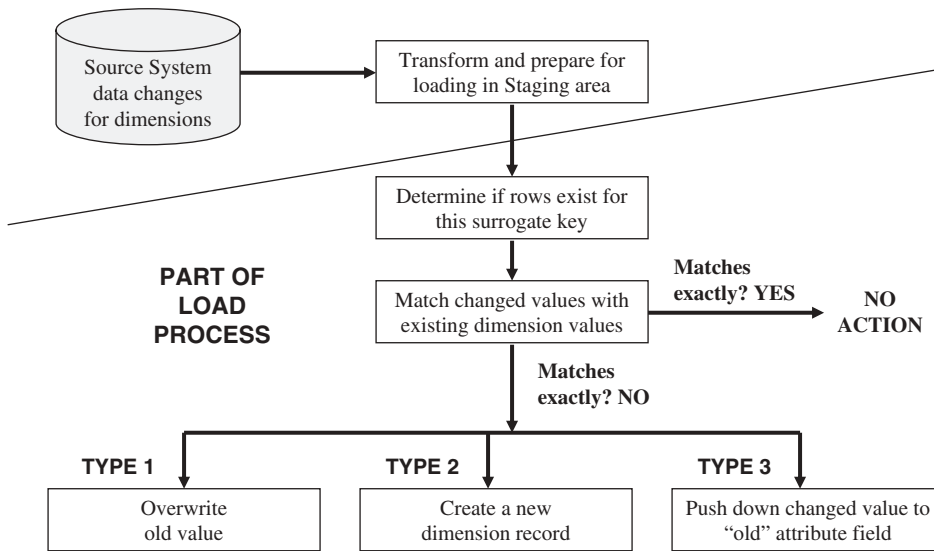 Source System
data changes
for dimensions
Transform and prepare for
loading in Staging area
Determine if rows exist for
this surrogate key
PART OF
LOAD
PROCESS
Match changed values with
existing dimension values
Matches
exactly? YES
NO
ACTION
Matches
exactly? NO
TYPE 1
Overwrite
old value
TYPE 2
Create a new
dimension record
TYPE 3
Push down changed value to
“old” attribute field